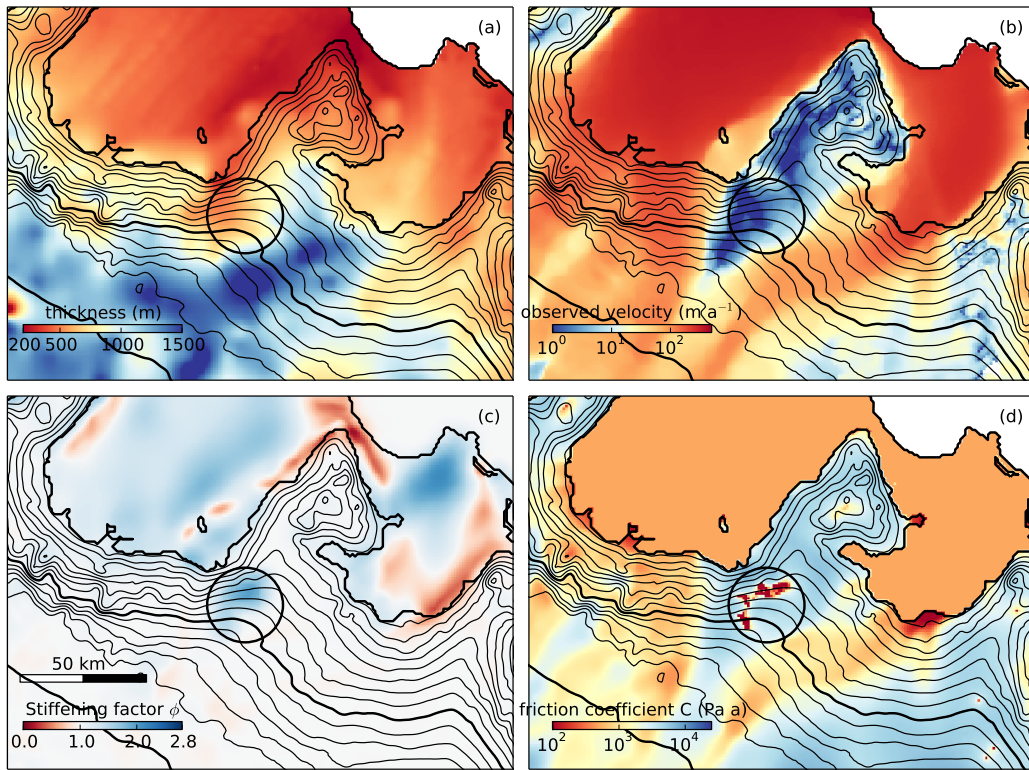 (a)
thickness (m)
200 500 1000 1500
(b)
observed velocity (m a⁻¹)
10⁰ 10¹ 10²
(c)
50 km
Stiffening factor ϕ
0.0 1.0 2.0 2.8
(d)
friction coefficient C (Pa a)
10² 10³ 10⁴